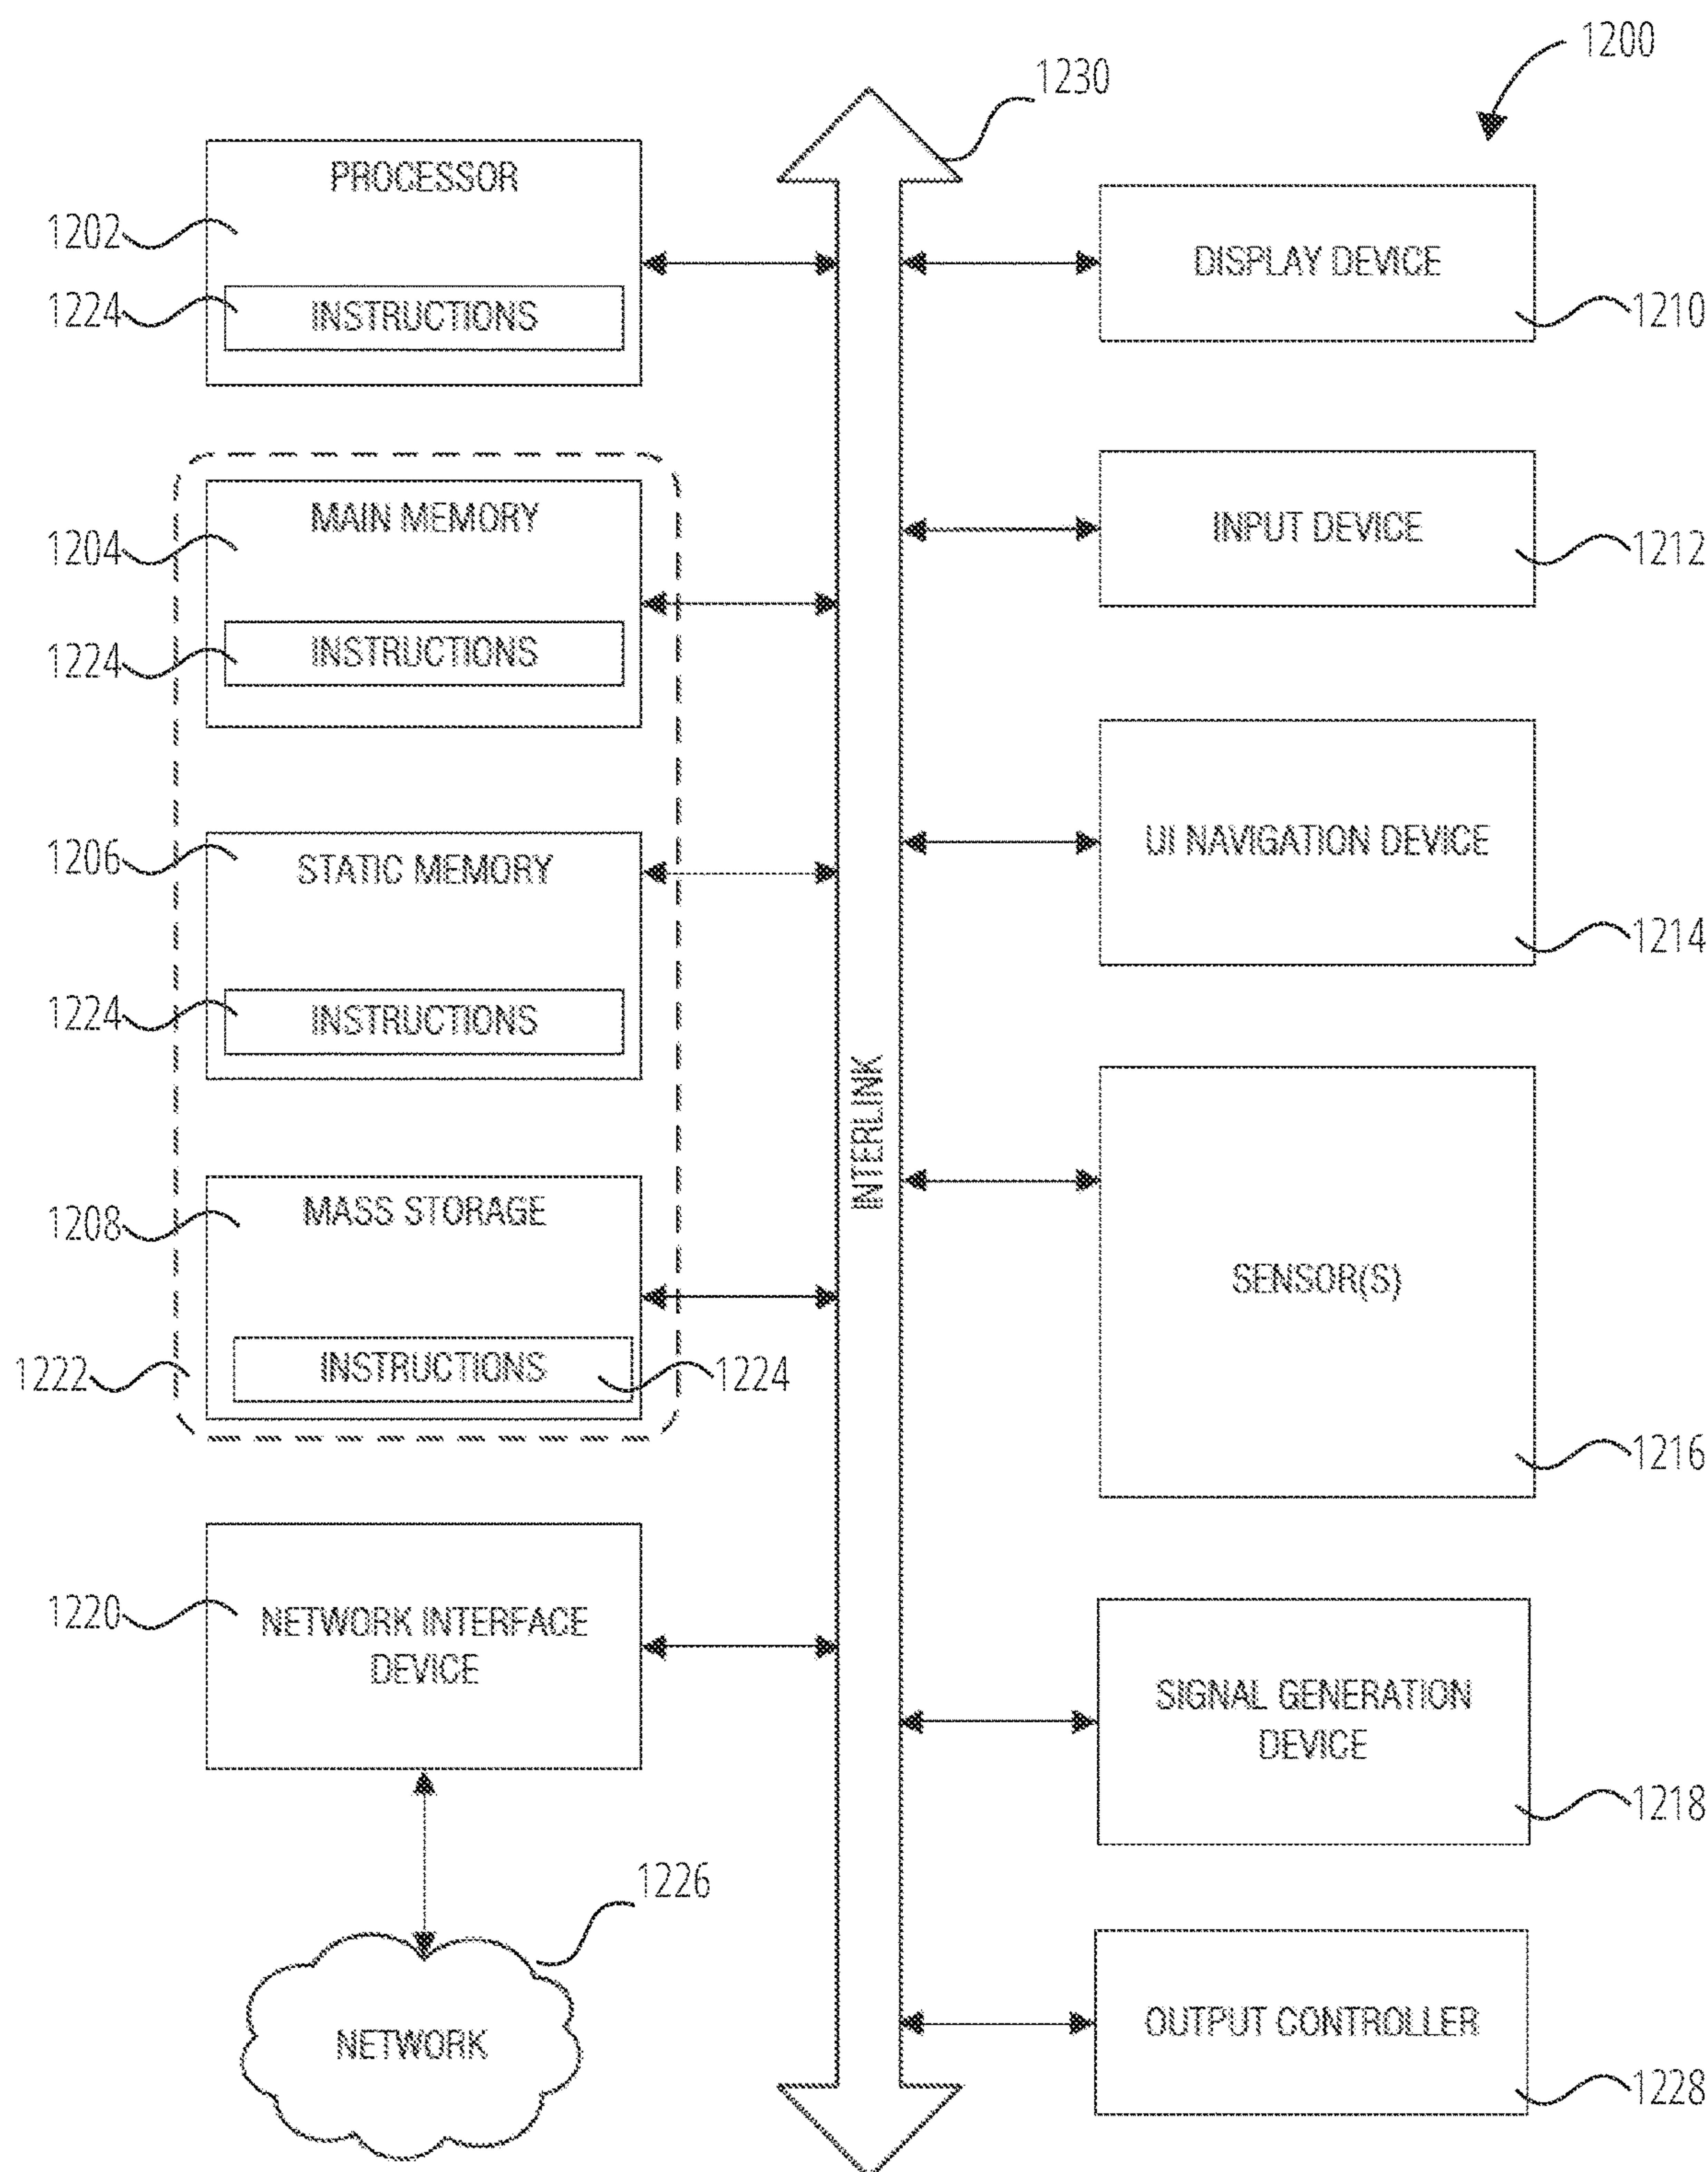 1200
1230
PROCESSOR
1202
1224
INSTRUCTIONS
DISPLAY DEVICE
1210
MAIN MEMORY
1204
INSTRUCTIONS
1224
INPUT DEVICE
1212
STATIC MEMORY
1206
1224
INSTRUCTIONS
UI NAVIGATION DEVICE
1214
INTERLINK
MASS STORAGE
1208
INSTRUCTIONS
1222
1224
SENSOR(S)
1216
1220
NETWORK INTERFACE
DEVICE
SIGNAL GENERATION
DEVICE
1218
1226
NETWORK
OUTPUT CONTROLLER
1228